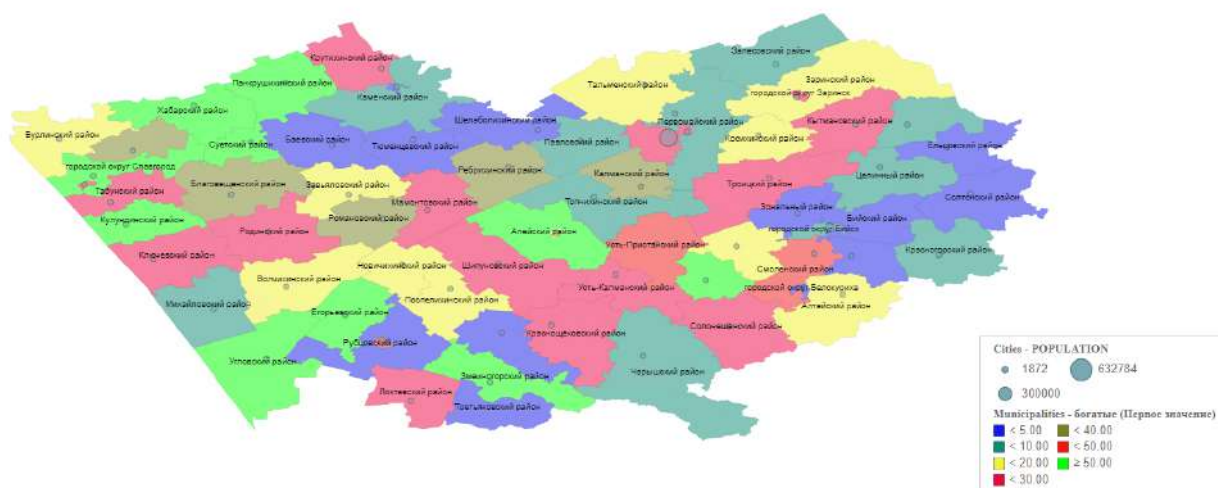 Крутихинский район
Залесовский район
Панкрушихинский район
Тальменский район
Заринский район
Каменский район
городской округ Заринск
Хабарский район
Шелаболихинский район
Первомайский район
Кытмановский район
Бурлинский район
Суетский район
Баевский район
Тюменцевский район
Павловский район
Косихинский район
Ельцовский район
городской округ Славгород
Ребрихинский район
Калманский район
Целинный район
Табунский район
Благовещенский район
Завьяловский район
Троицкий район
Солтонский район
Мамонтовский район
Топчихинский район
Зональный район
Кулундинский район
Романовский район
Бийский район
Родинский район
Алейский район
городской округ Бийск
Усть-Пристанский район
Ключевский район
Красногорский район
Новичихинский район
Шипуновский район
Смоленский район
Волчихинский район
Усть-Калманский район
городской округ Белокуриха
Михайловский район
Поспелихинский район
Алтайский район
Егорьевский район
Краснощёковский район
Солонешенский район
Рубцовский район
Угловский район
Змеиногорский район
Чарышский район
Локтевский район
Третьяковский район
Cities - POPULATION
1872 632784
300000
Municipalities - богатые (Первое значение)
< 5.00 < 40.00
< 10.00 < 50.00
< 20.00 ≥ 50.00
< 30.00